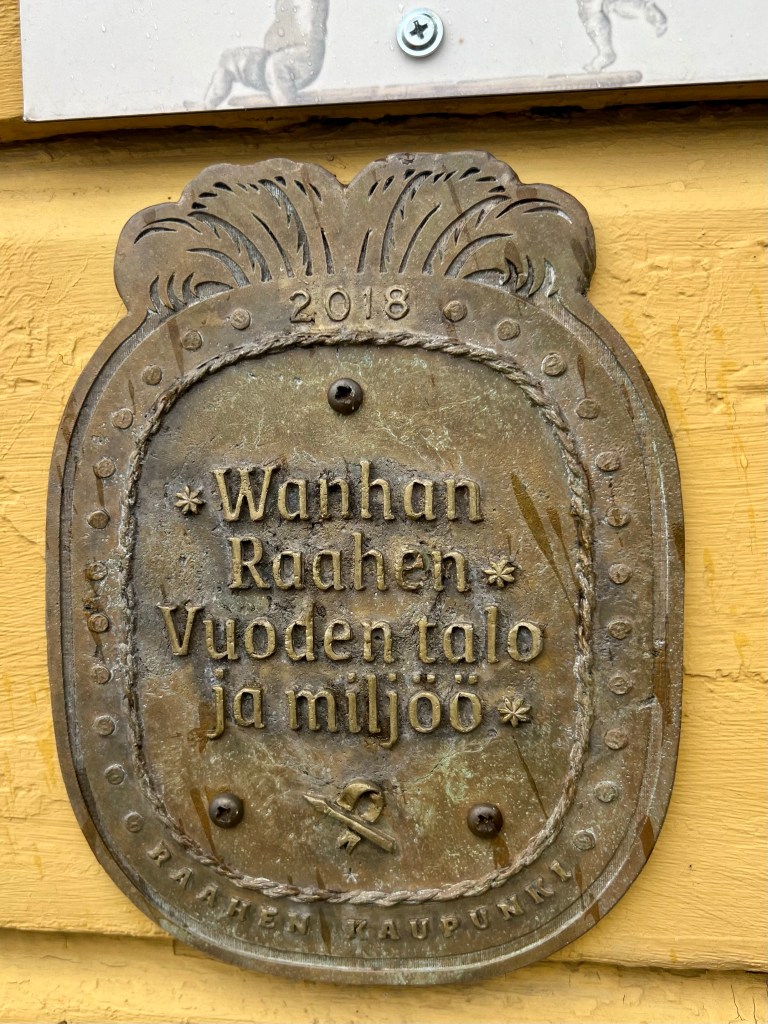 2018
* Wanhan
Raahen *
Vuoden talo
ja miljöö *
RAAHEN KAUPUNKI